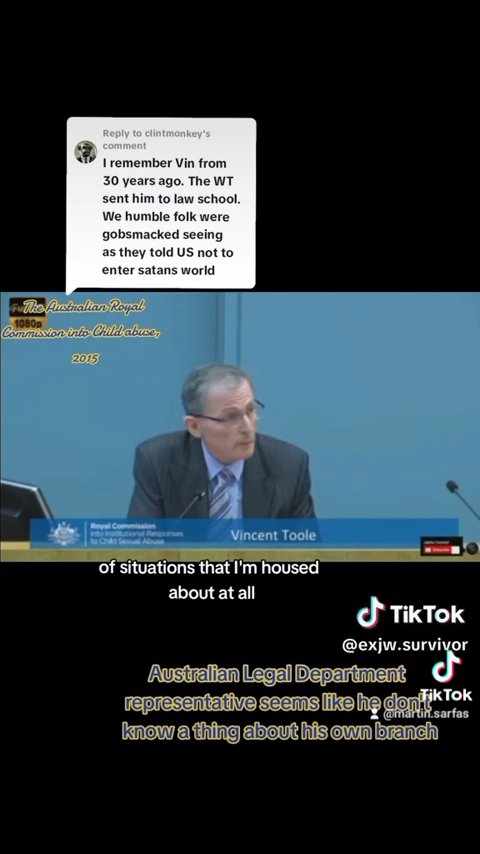 Reply to clintmonkey's
comment
I remember Vin from
30 years ago. The WT
sent him to law school.
We humble folk were
gobsmacked seeing
as they told US not to
enter satans world
The Australian Royal
1080p
Commission into Child abuse,
2015
Royal Commission
into Institutional Responses
to Child Sexual Abuse
Vincent Toole
of situations that I'm housed
about at all
TikTok
@exjw.survivor
Australian Legal Department
representative seems like he don't
TikTok
@martin.sarfas
know a thing about his own branch